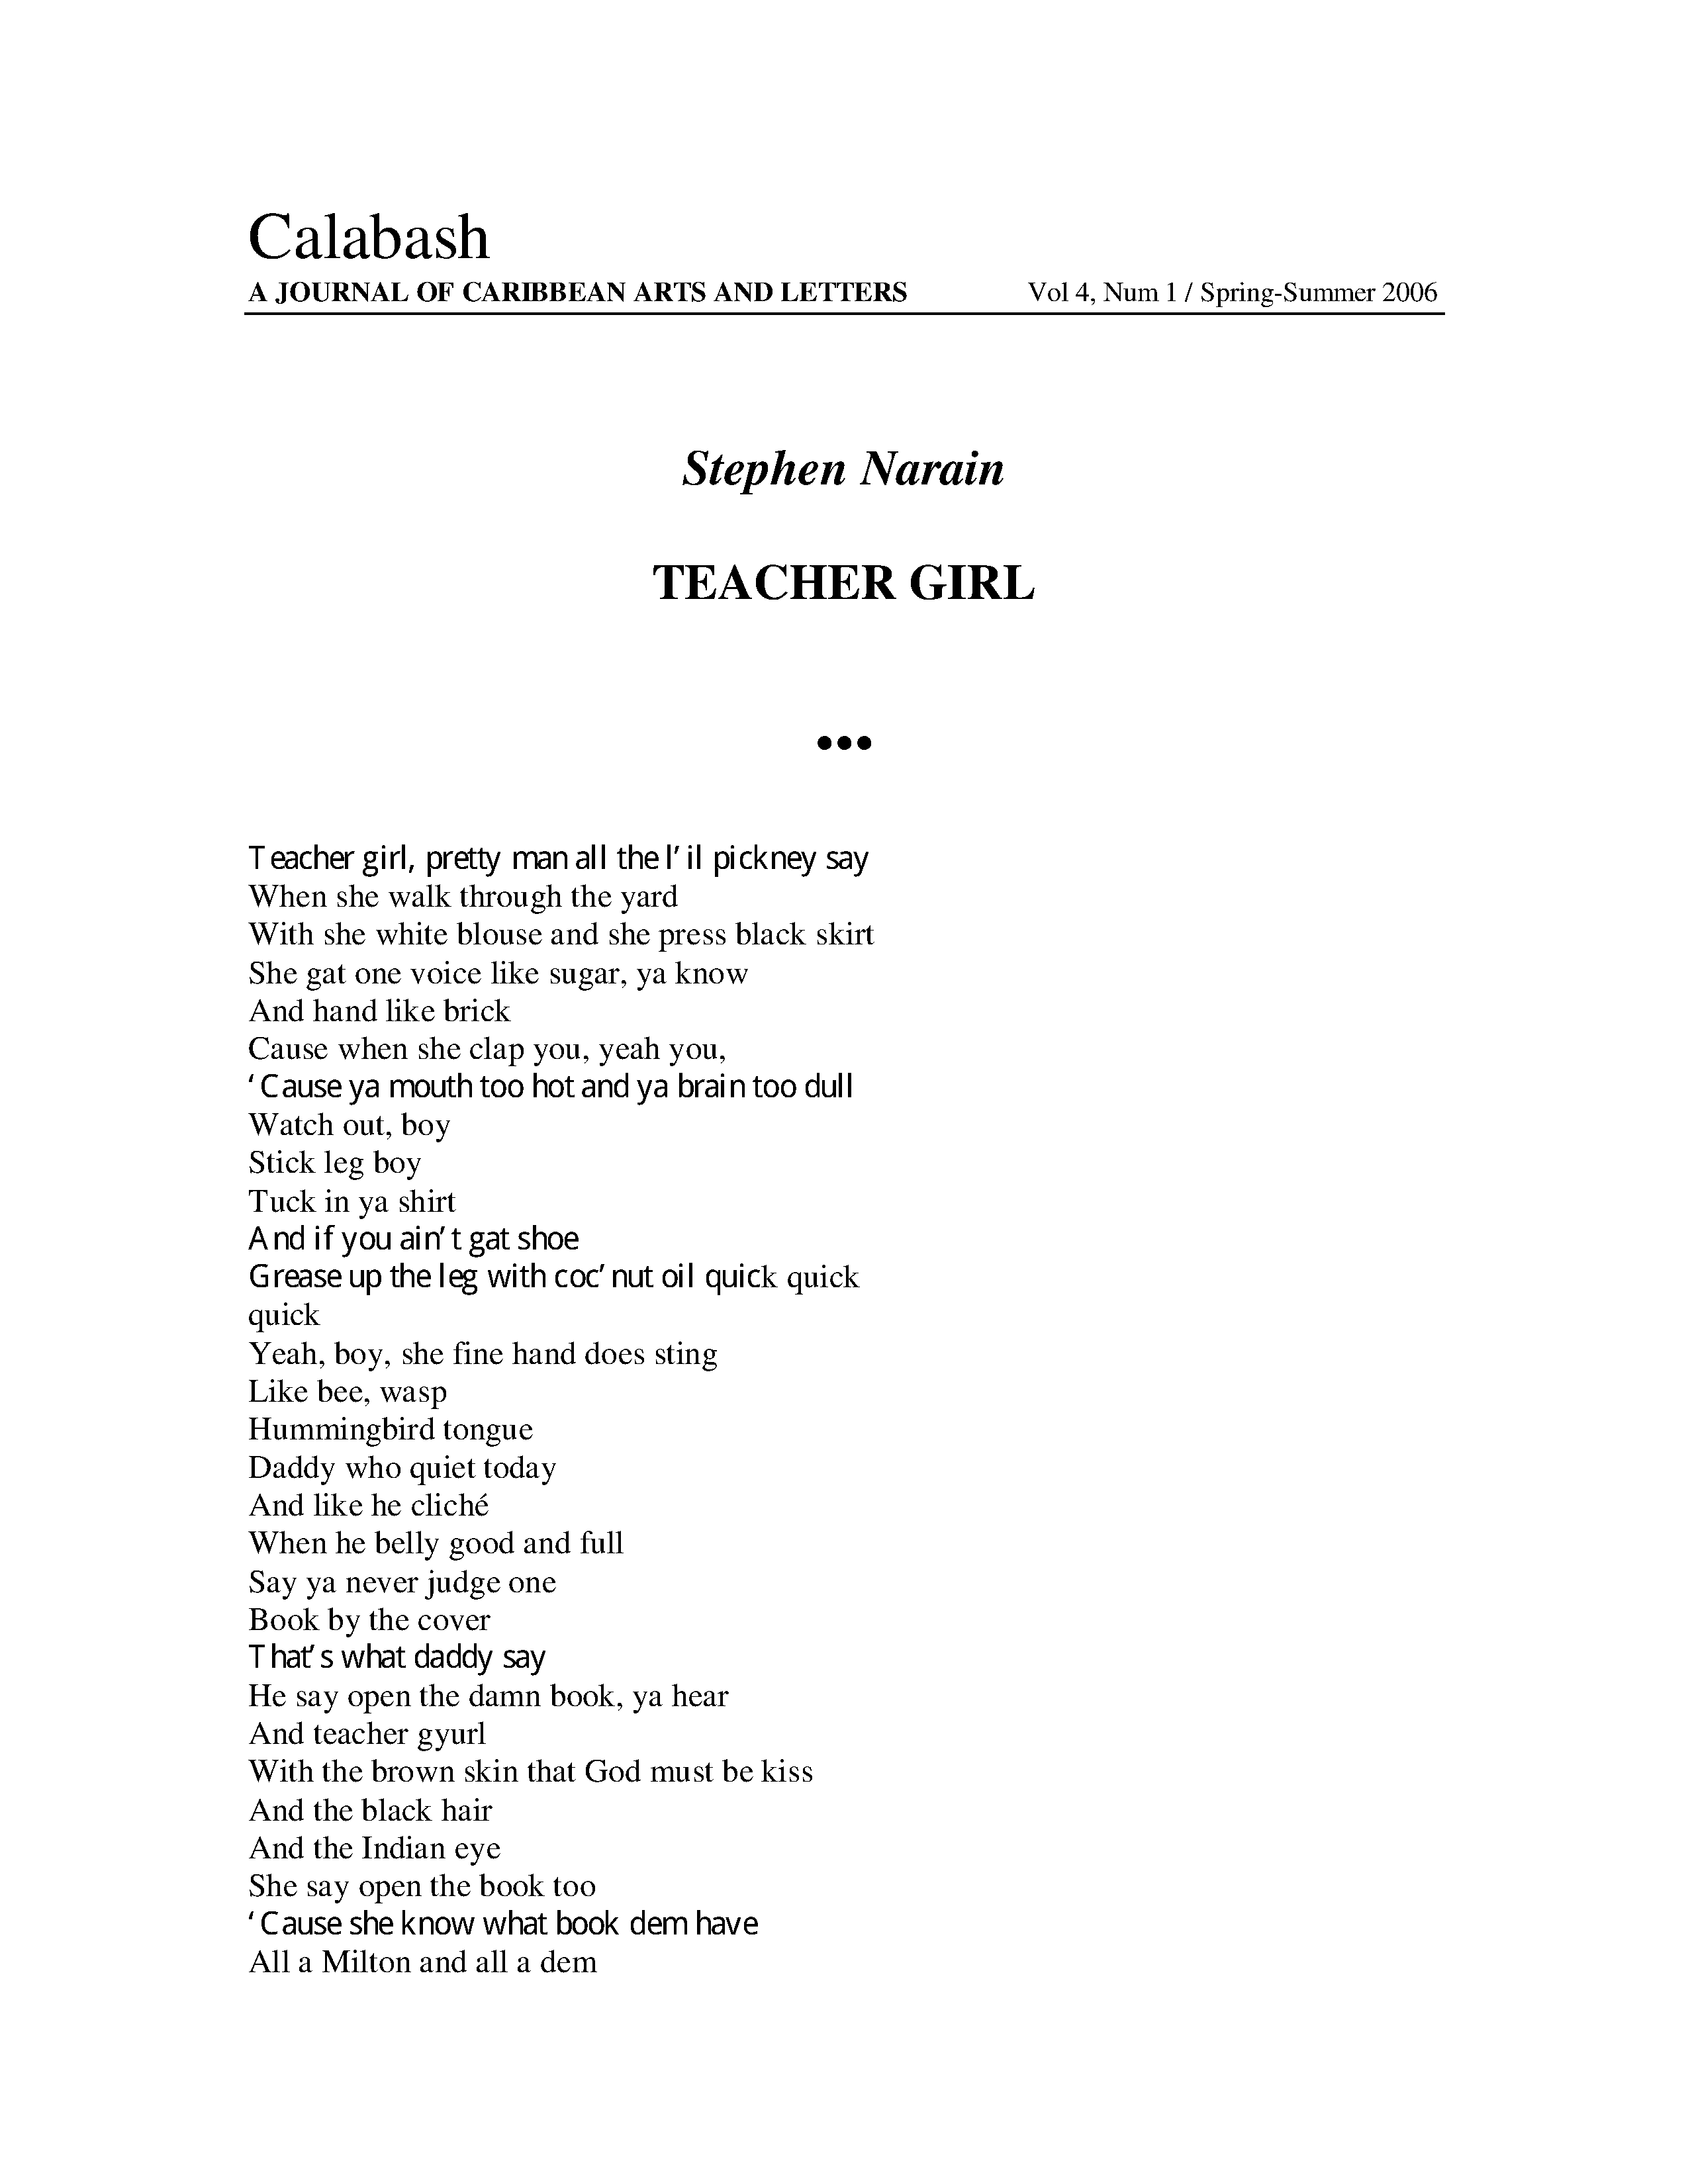 Calabash
A JOURNAL OF CARIBBEAN ARTS AND LETTERS Vol 4, Num 1 / Spring-Summer 2006
Stephen Narain
TEACHER GIRL
•••
Teacher girl, pretty man all the l’il pickney say
When she walk through the yard
With she white blouse and she press black skirt
She gat one voice like sugar, ya know
And hand like brick
Cause when she clap you, yeah you,
‘Cause ya mouth too hot and ya brain too dull
Watch out, boy
Stick leg boy
Tuck in ya shirt
And if you ain’t gat shoe
Grease up the leg with coc’nut oil quick quick
quick
Yeah, boy, she fine hand does sting
Like bee, wasp
Hummingbird tongue
Daddy who quiet today
And like he cliché
When he belly good and full
Say ya never judge one
Book by the cover
That’s what daddy say
He say open the damn book, ya hear
And teacher gyurl
With the brown skin that God must be kiss
And the black hair
And the Indian eye
She say open the book too
‘Cause she know what book dem have
All a Milton and all a dem